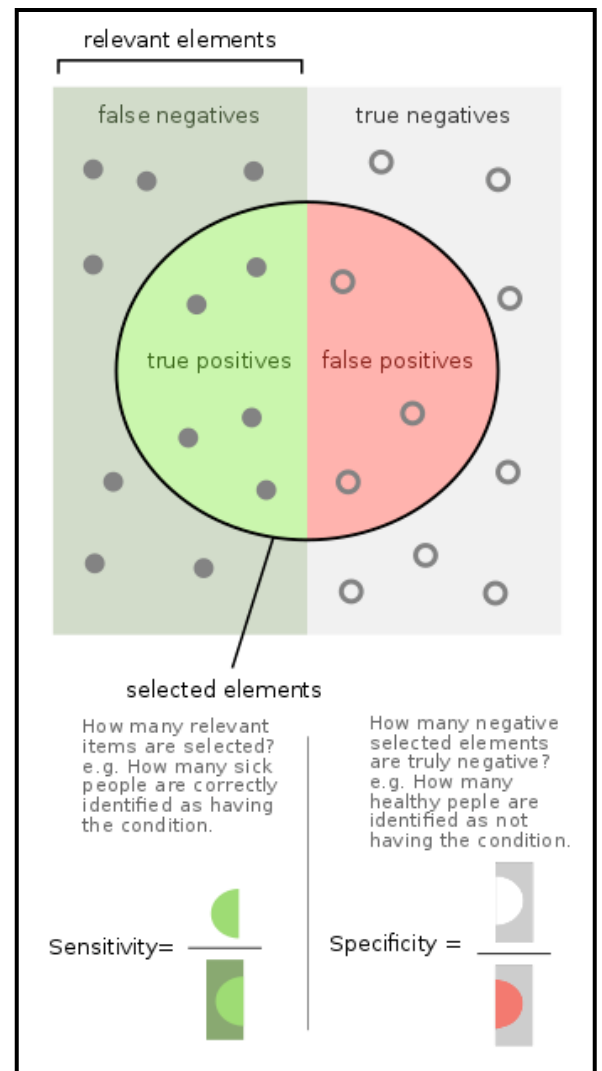 relevant elements
false negatives
true negatives
true positives
false positives
selected elements
How many relevant
items are selected?
e.g. How many sick
people are correctly
identified as having
the condition.
How many negative
selected elements
are truly negative?
e.g. How many
healthy peple are
identified as not
having the condition.
Sensitivity=
Specificity =